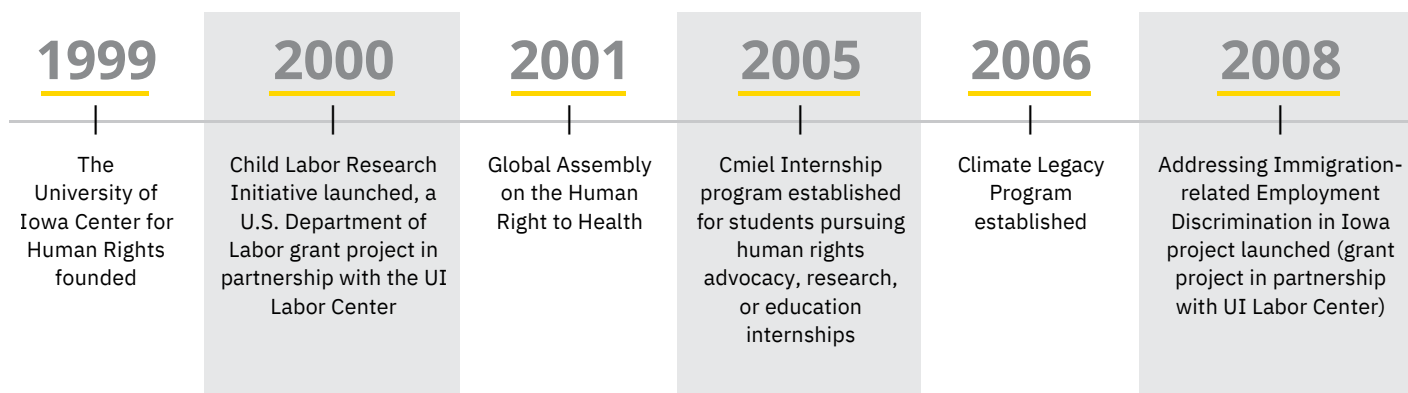 1999
The
University of
Iowa Center for
Human Rights
founded
2000
Child Labor Research
Initiative launched, a
U.S. Department of
Labor grant project in
partnership with the UI
Labor Center
2001
Global Assembly
on the Human
Right to Health
2005
Cmiel Internship
program established
for students pursuing
human rights
advocacy, research,
or education
internships
2006
Climate Legacy
Program
established
2008
Addressing Immigration-
related Employment
Discrimination in Iowa
project launched (grant
project in partnership
with UI Labor Center)